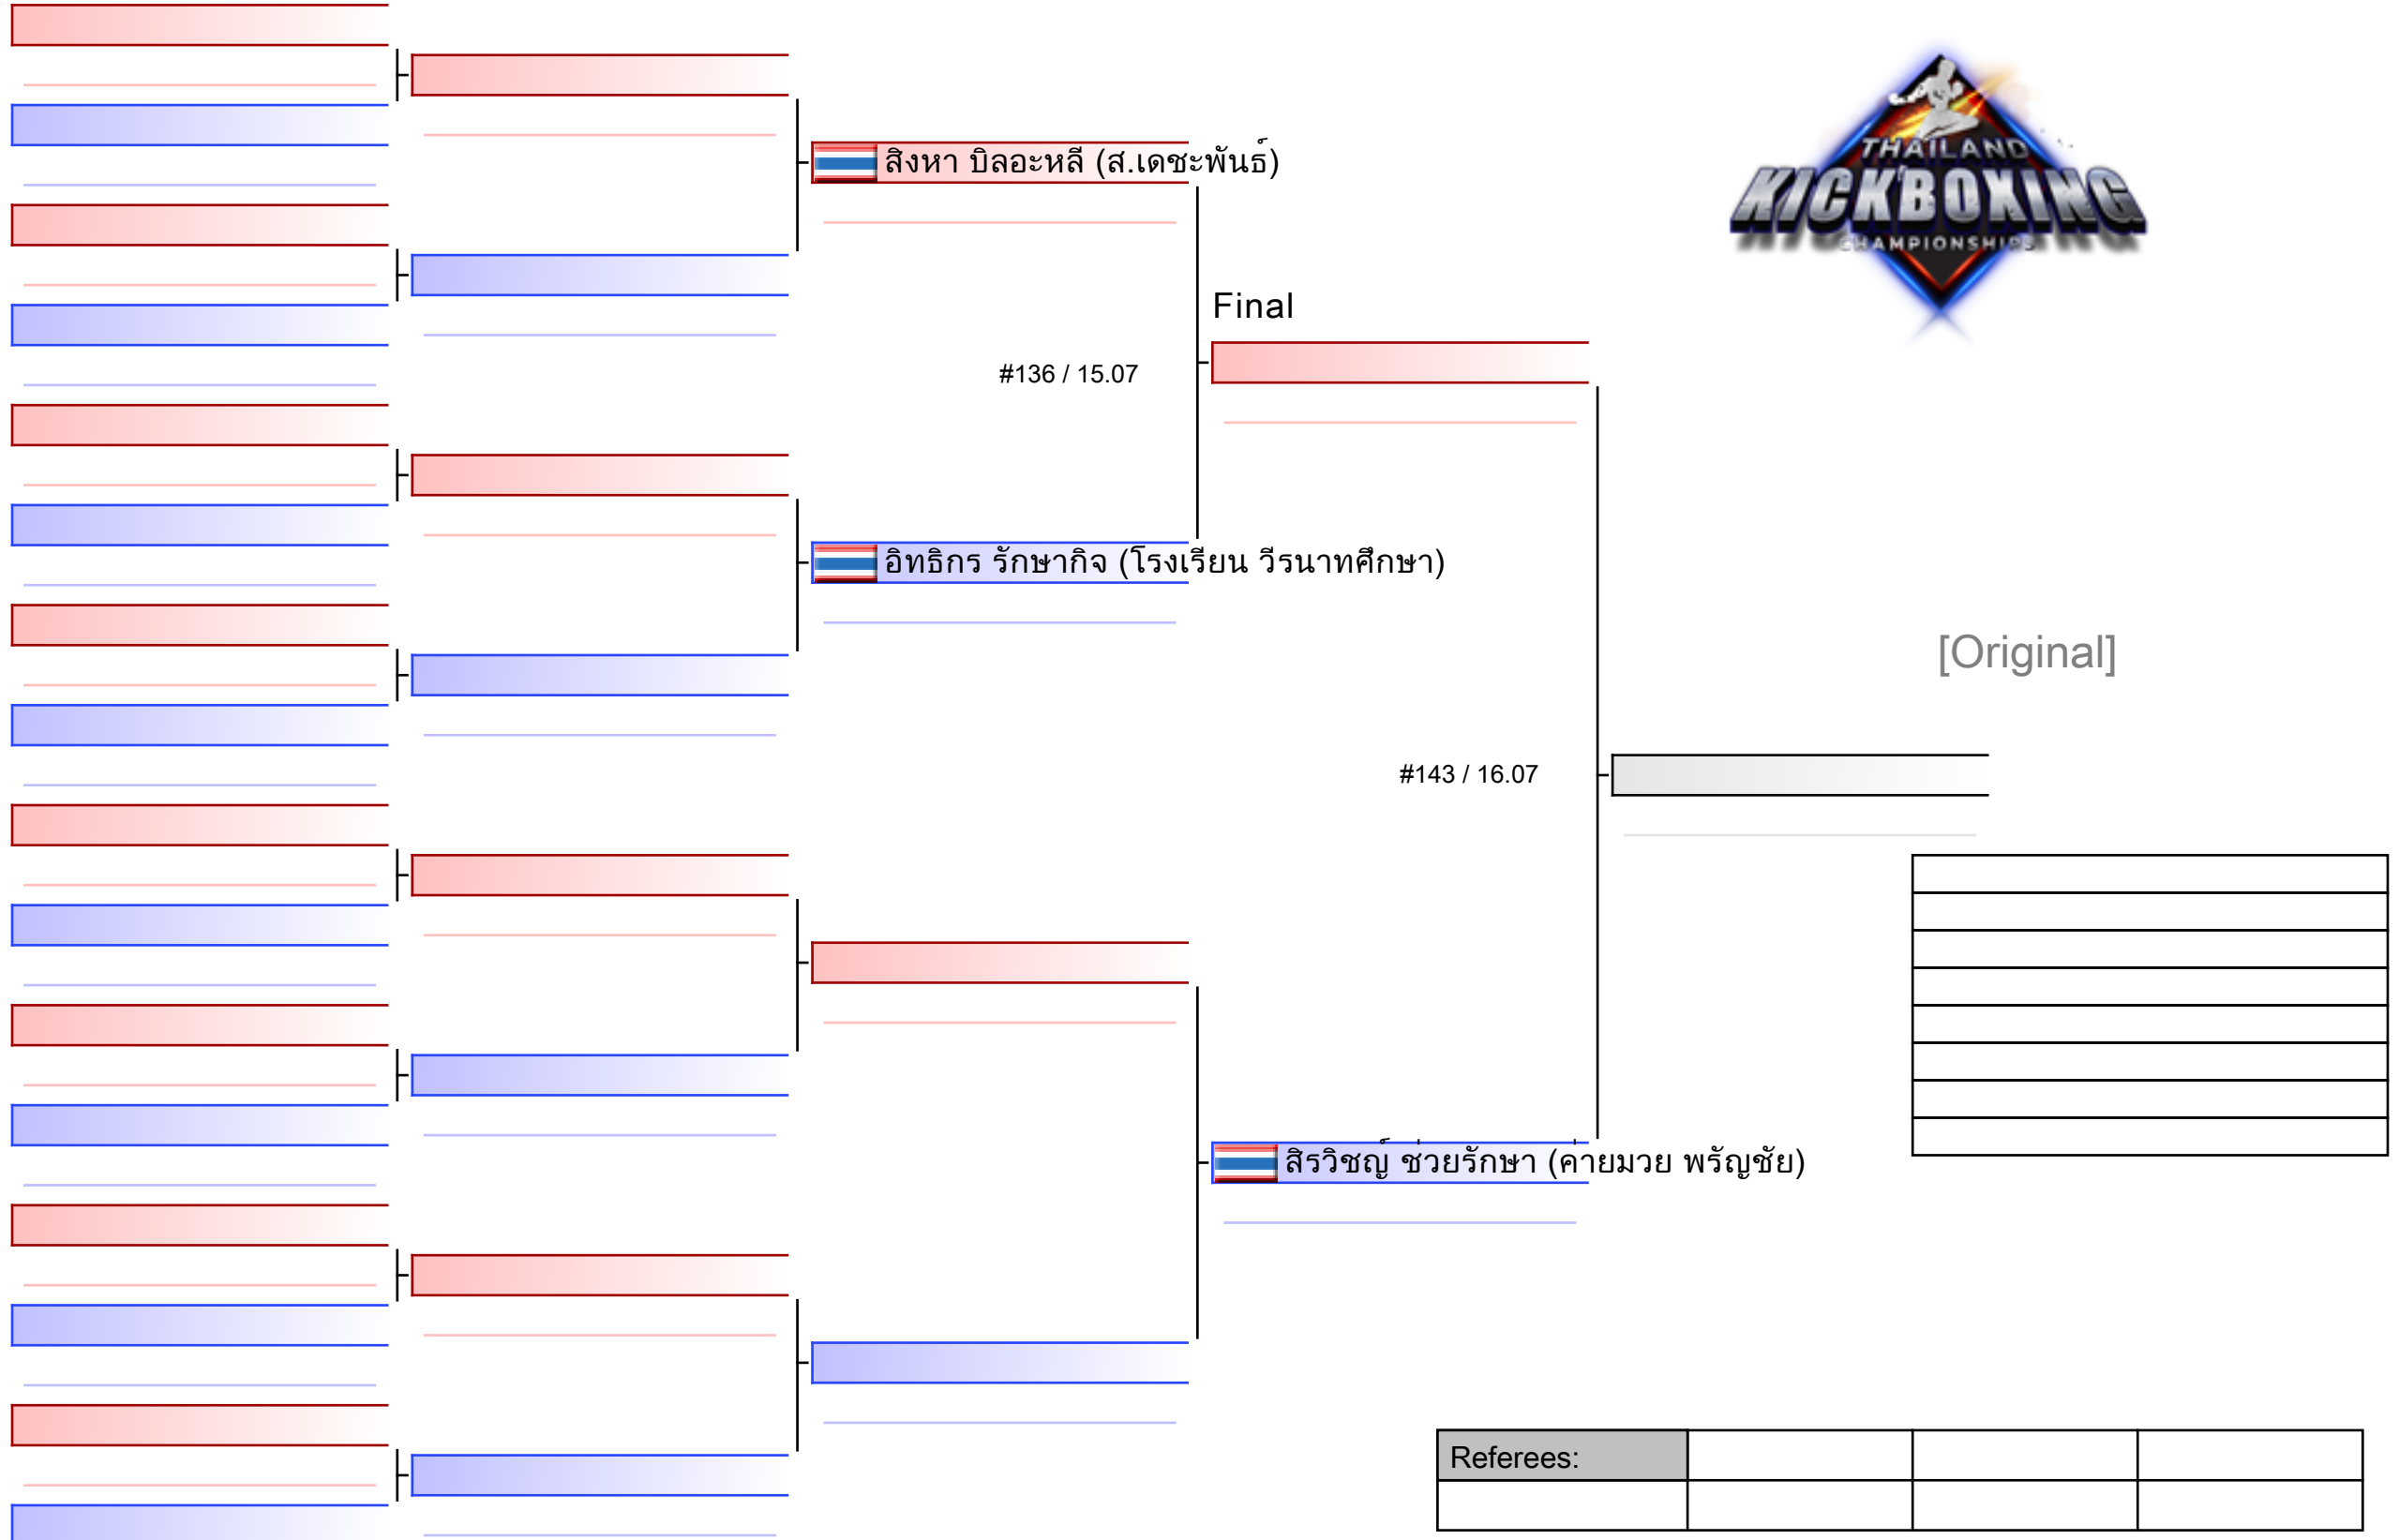 THAILAND
KICKBOXING
CHAMPIONSHIPS
สิงหา บิลอะหลี (ส.เดชะพันธ์)
Final
#136 / 15.07
อิทธิกร รักษากิจ (โรงเรียน วีรนาทศึกษา)
[Original]
#143 / 16.07
สิรวิชญ์ ช่วยรักษา (ค่ายมวย พรัญชัย)
Referees: